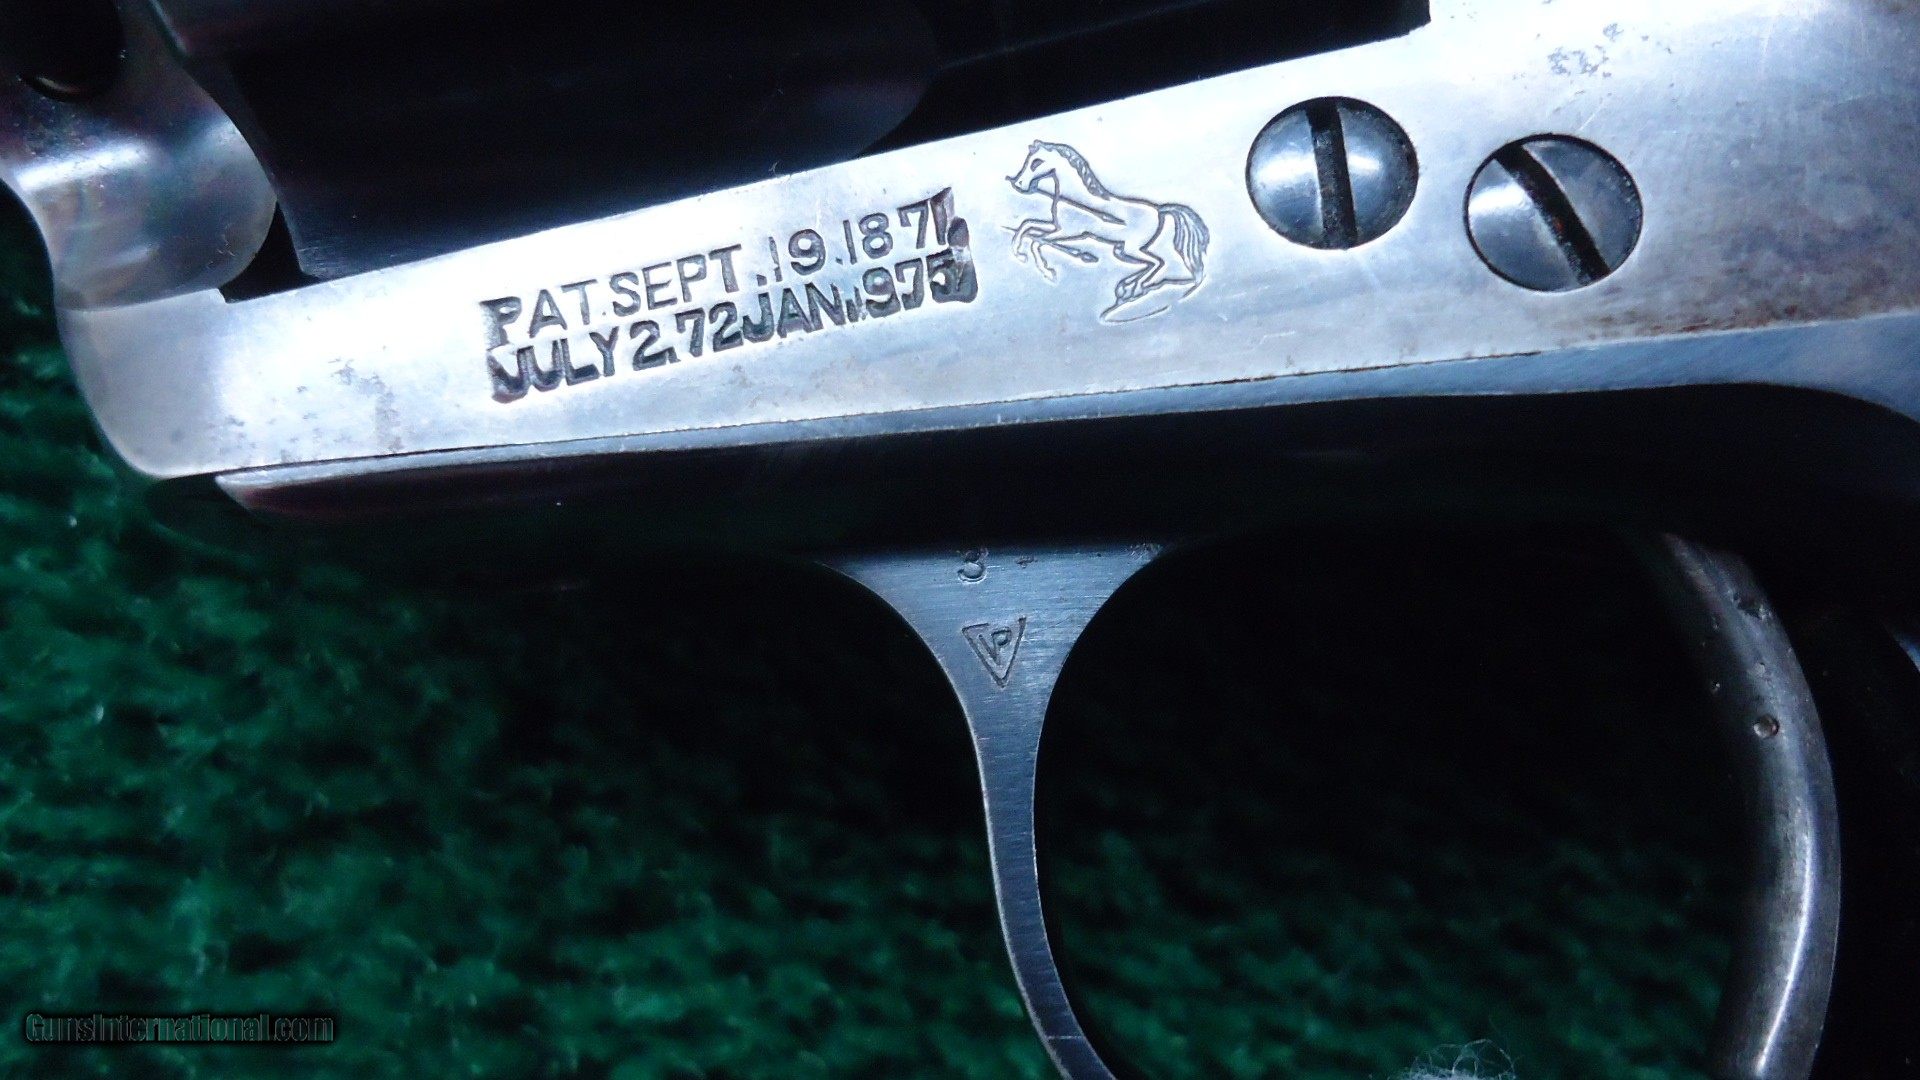 PAT. SEPT. 19. 1871.
JULY 2.72 JAN. 19.75
3
VP
GunsInternational.com